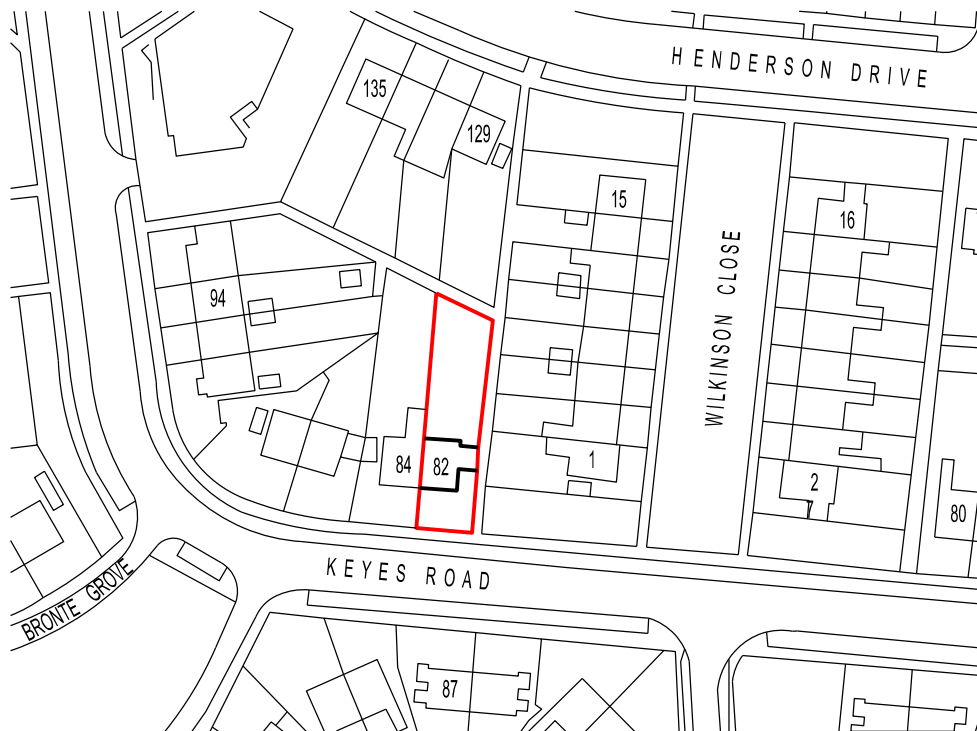 HENDERSON DRIVE
135
129
15
16
WILKINSON CLOSE
94
84
82
1
2
80
KEYES ROAD
BRONTE GROVE
87